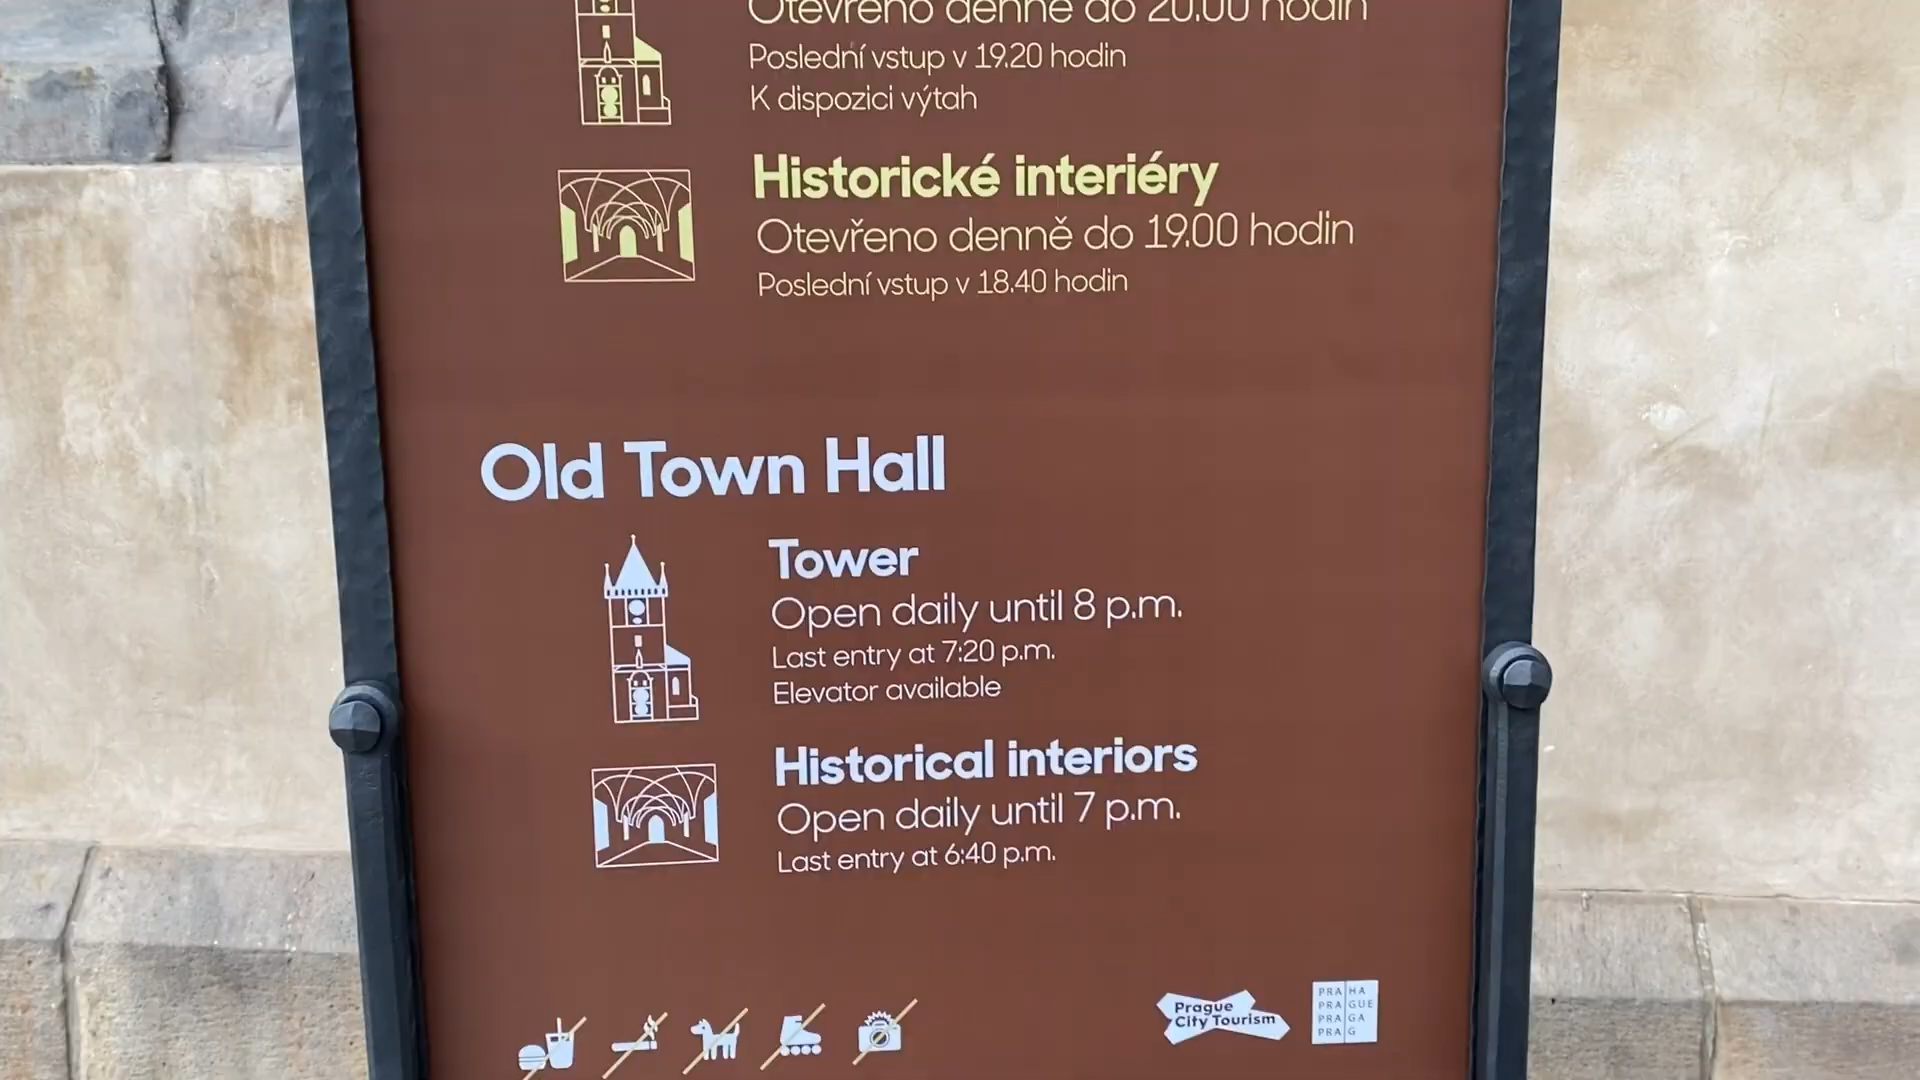 Otevřeno denně do 20.00 hodin
Poslední vstup v 19.20 hodin
K dispozici výtah
Historické interiéry
Otevřeno denně do 19.00 hodin
Poslední vstup v 18.40 hodin
Old Town Hall
Tower
Open daily until 8 p.m.
Last entry at 7:20 p.m.
Elevator available
Historical interiors
Open daily until 7 p.m.
Last entry at 6:40 p.m.
Prague
City Tourism
PRA HA
PRA GUE
PRA GA
PRA G